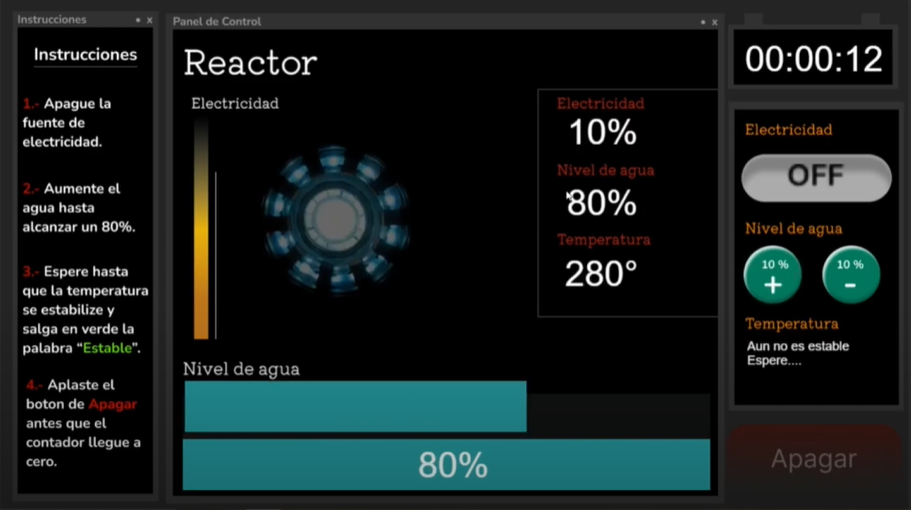 Instrucciones
Instrucciones
1.- Apague la
fuente de
electricidad.
2.- Aumente el
agua hasta
alcanzar un 80%.
3.- Espere hasta
que la temperatura
se estabilize y
salga en verde la
palabra “Estable”.
4.- Aplaste el
boton de Apagar
antes que el
contador llegue a
cero.
Panel de Control
Reactor
Electricidad
Electricidad
10%
Nivel de agua
80%
Temperatura
280°
Nivel de agua
80%
00:00:12
Electricidad
OFF
Nivel de agua
10 % +
10 % -
Temperatura
Aun no es estable
Espere....
Apagar